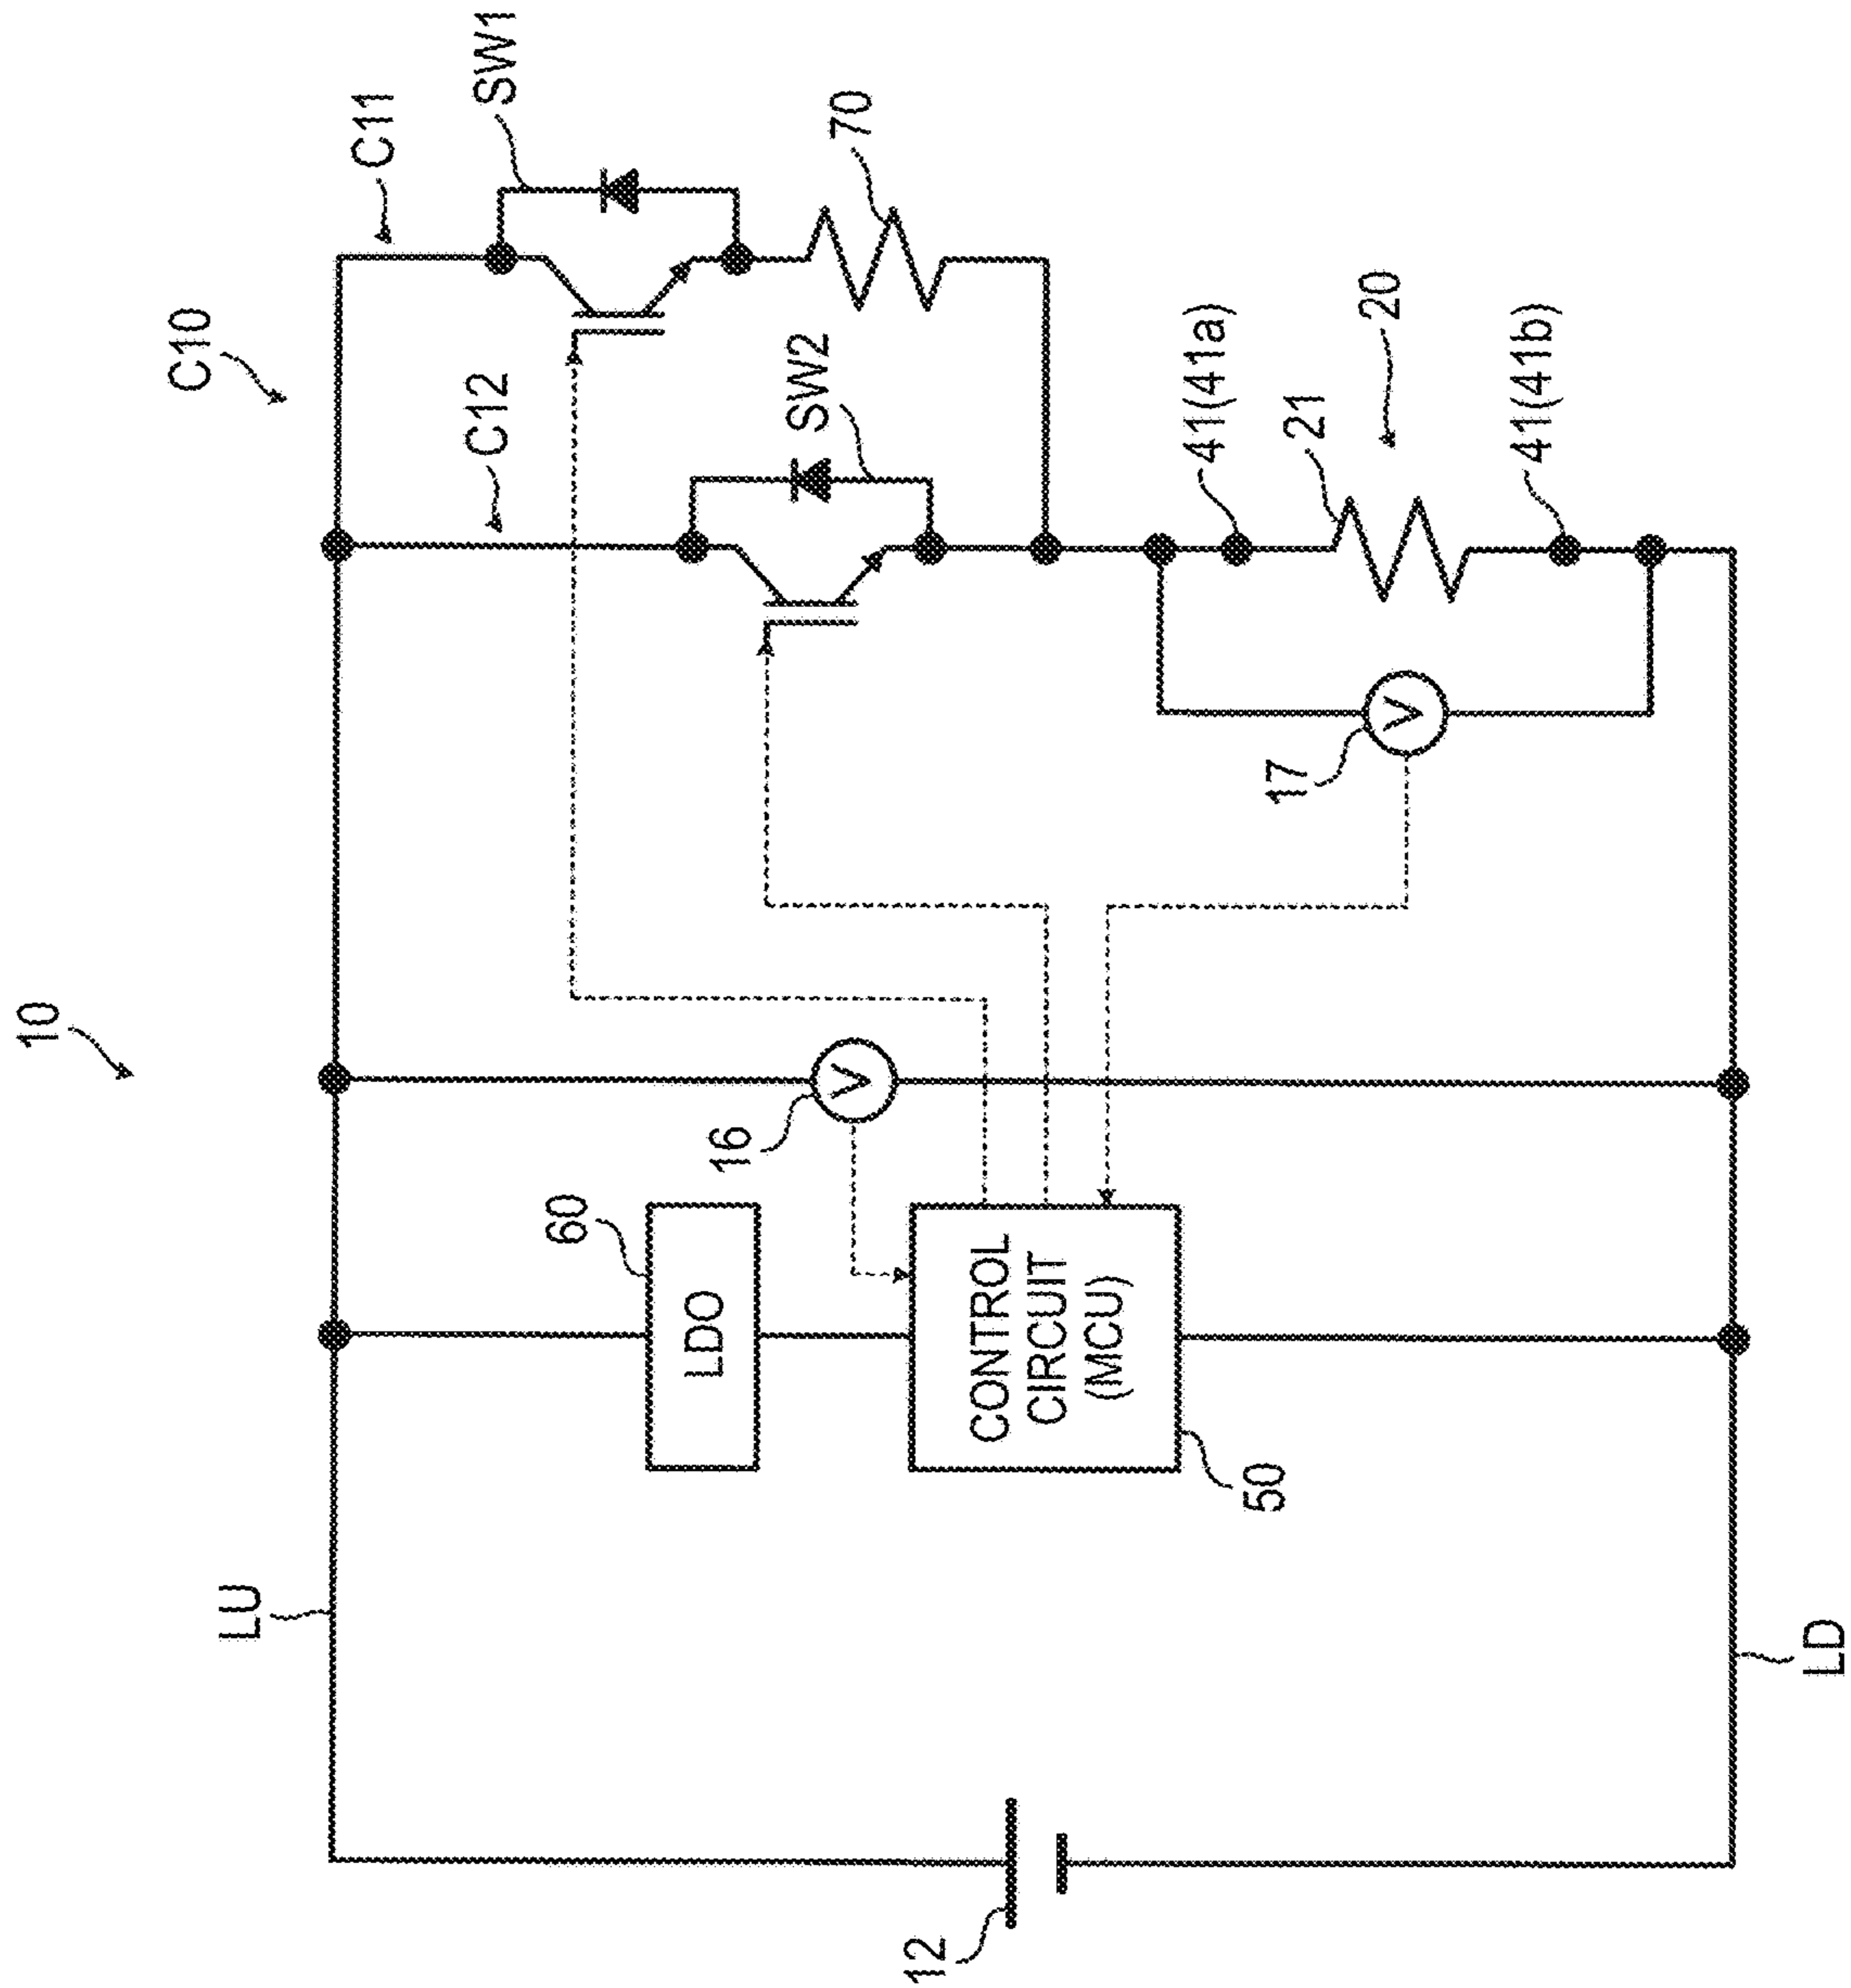 10
C10
C11
SW1
C12
SW2
70
LU
60
LDO
16
V
CONTROL
CIRCUIT
(MCU)
50
17
V
41(41a)
21
20
41(41b)
12
LD